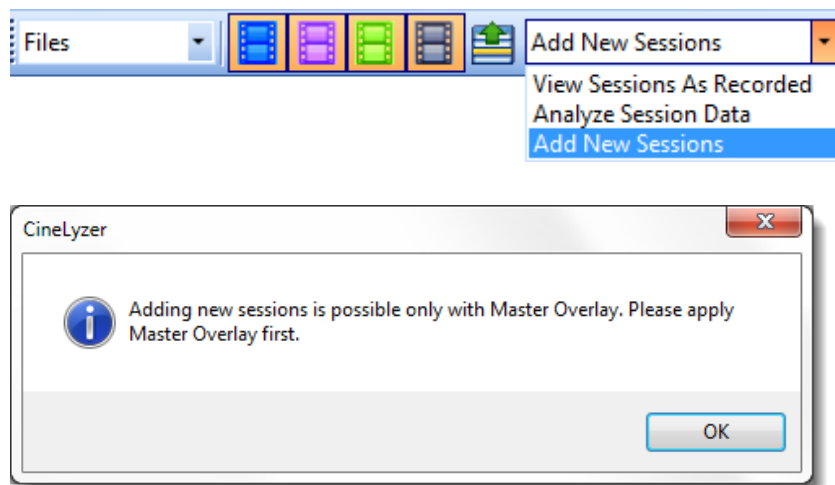 Files
Add New Sessions
View Sessions As Recorded
Analyze Session Data
Add New Sessions
CineLyzer
Adding new sessions is possible only with Master Overlay. Please apply
Master Overlay first.
OK